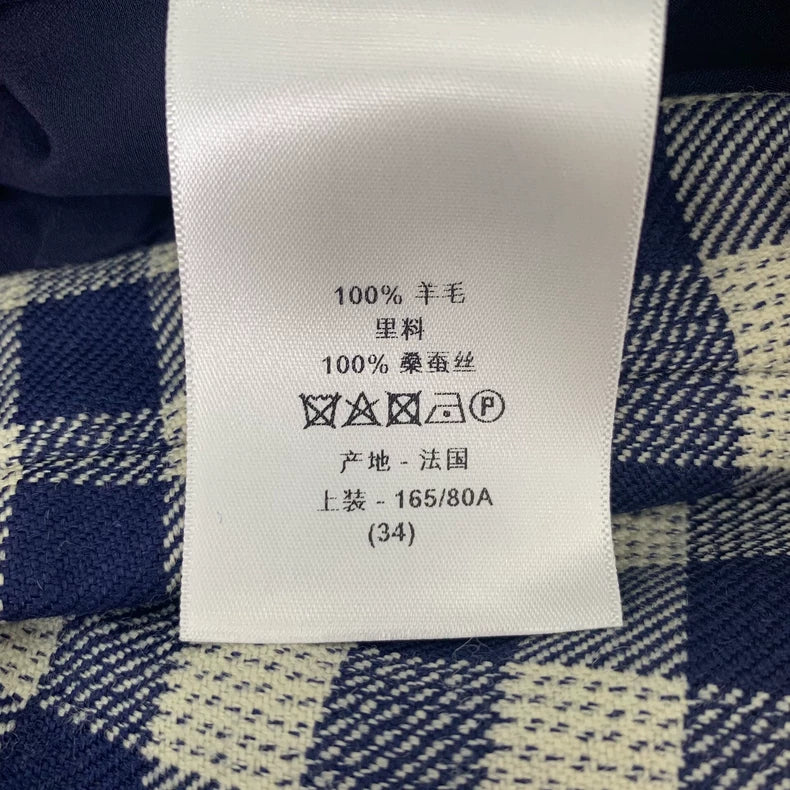 100% 羊毛
里料
100% 桑蚕丝
P
产地 - 法国
上装 - 165/80A
(34)